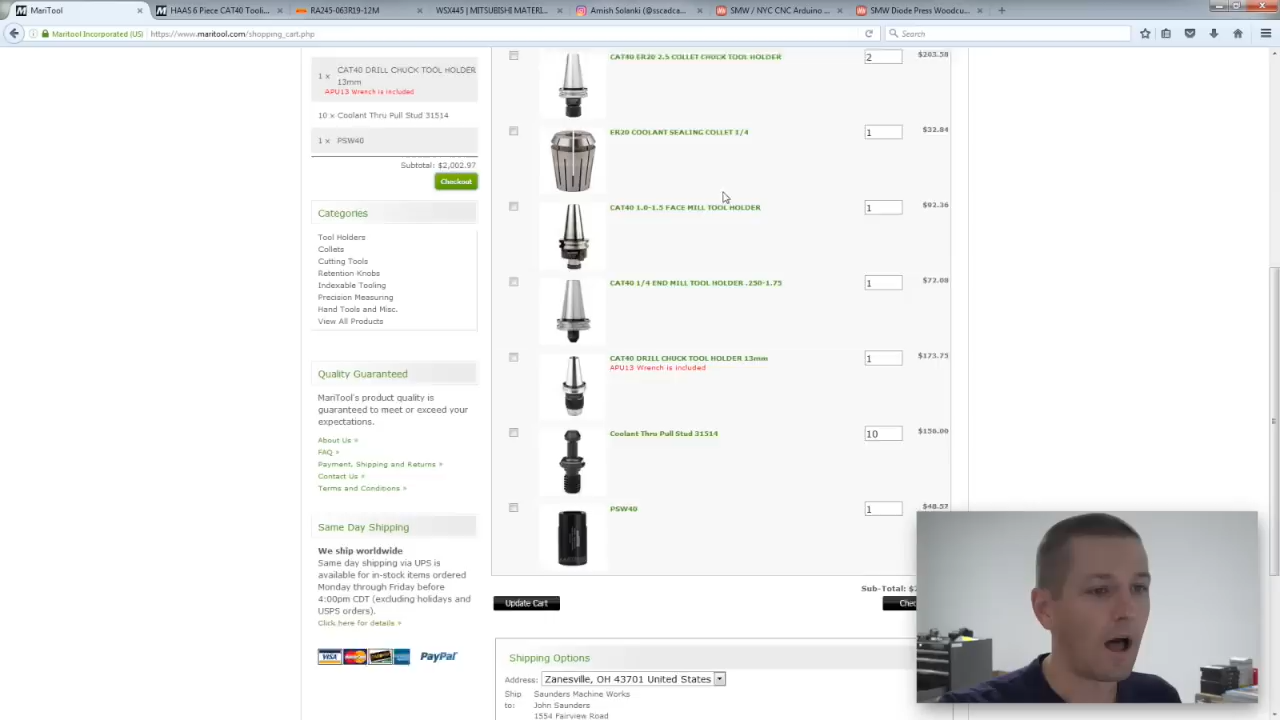 MariTool
HAAS 6 Piece CAT40 Tooli...
RA245-063R19-12M
WSX445 | MITSUBISHI MATERI...
Amish Solanki (@sscadca...
SMW / NYC CNC Arduino ...
SMW Diode Press Woodcu...
Maritool Incorporated (US)
https://www.maritool.com/shopping_cart.php
Search
1 x CAT40 DRILL CHUCK TOOL HOLDER
13mm
APU13 Wrench is included
10 x Coolant Thru Pull Stud 31514
1 x PSW40
Subtotal: $2,002.97
Checkout
Categories
Tool Holders
Collets
Cutting Tools
Retention Knobs
Indexable Tooling
Precision Measuring
Hand Tools and Misc.
View All Products
Quality Guaranteed
MariTool's product quality is
guaranteed to meet or exceed your
expectations.
About Us »
FAQ »
Payment, Shipping and Returns »
Contact Us »
Terms and Conditions »
Same Day Shipping
We ship worldwide
Same day shipping via UPS is
available for in-stock items ordered
Monday through Friday before
4:00pm CDT (excluding holidays and
USPS orders).
Click here for details »
VISA
PayPal
CAT40 ER20 2.5 COLLET CHUCK TOOL HOLDER 2
ER20 COOLANT SEALING COLLET 1/4 1 $32.84
CAT40 1.0-1.5 FACE MILL TOOL HOLDER 1 $92.36
CAT40 1/4 END MILL TOOL HOLDER .250-1.75 1 $72.08
CAT40 DRILL CHUCK TOOL HOLDER 13mm 1 $173.75
APU13 Wrench is included
Coolant Thru Pull Stud 31514 10 $156.00
PSW40 1 $48.57
Sub-Total:
Update Cart
Shipping Options
Address: Zanesville, OH 43701 United States
Ship Saunders Machine Works
to: John Saunders
1554 Fairview Road